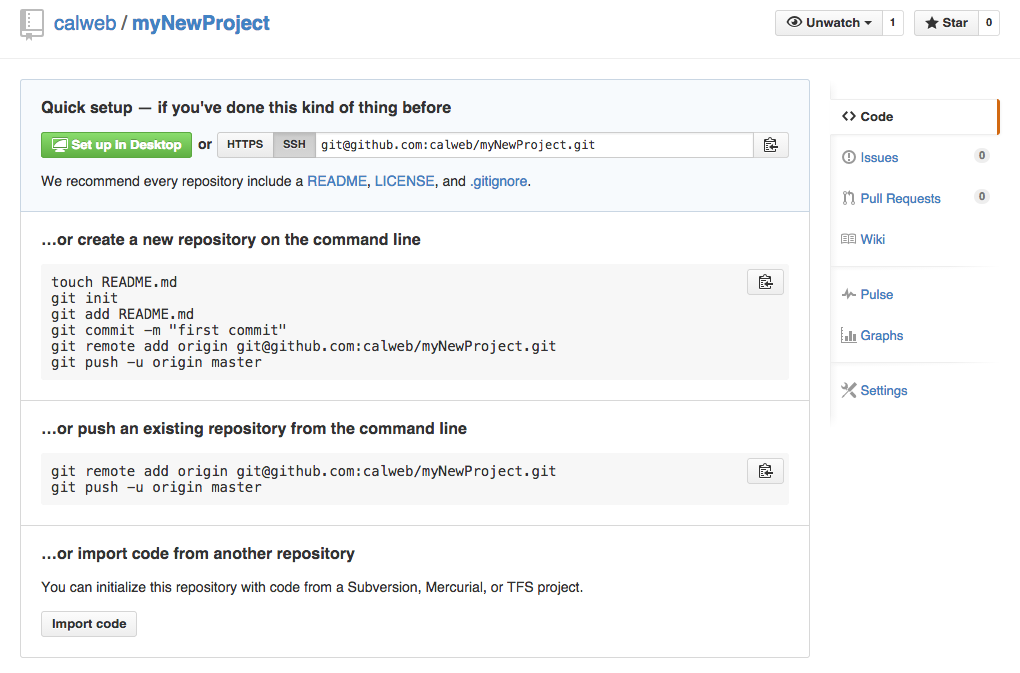 calweb / myNewProject
Unwatch 1 Star 0
Quick setup — if you've done this kind of thing before
Set up in Desktop or HTTPS SSH git@github.com:calweb/myNewProject.git
We recommend every repository include a README, LICENSE, and .gitignore.
…or create a new repository on the command line
touch README.md
git init
git add README.md
git commit -m "first commit"
git remote add origin git@github.com:calweb/myNewProject.git
git push -u origin master
…or push an existing repository from the command line
git remote add origin git@github.com:calweb/myNewProject.git
git push -u origin master
…or import code from another repository
You can initialize this repository with code from a Subversion, Mercurial, or TFS project.
Import code
Code
Issues 0
Pull Requests 0
Wiki
Pulse
Graphs
Settings